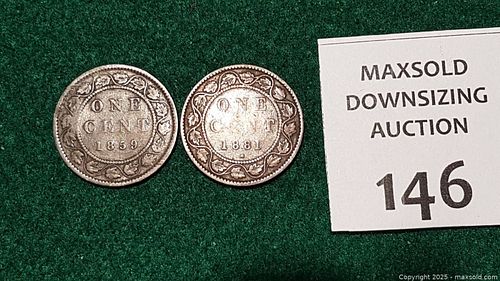 ONE
CENT
1859
ONE
CENT
1881
MAXSOLD
DOWNSIZING
AUCTION
146
Copyright 2025 - maxsold.com